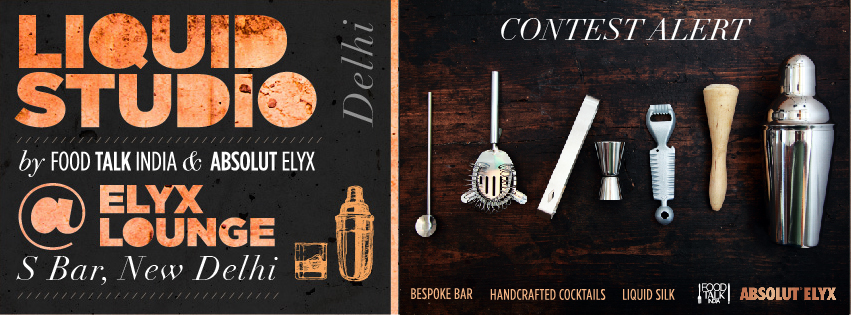 LIQUID
STUDIO
Delhi
by FOOD TALK INDIA & ABSOLUT ELYX
@ ELYX
LOUNGE
S Bar, New Delhi
CONTEST ALERT
BESPOKE BAR HANDCRAFTED COCKTAILS LIQUID SILK
FOOD
TALK
INDIA
ABSOLUT ELYX